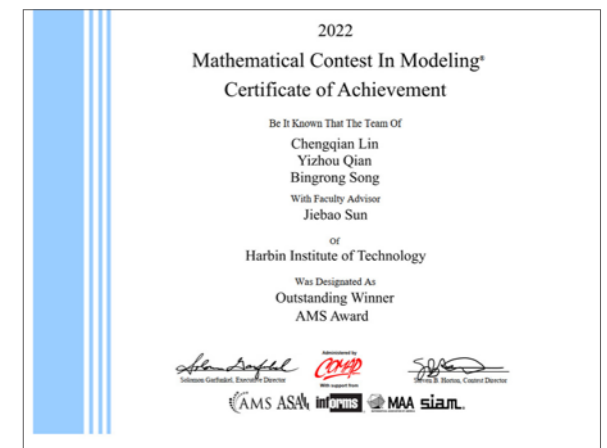 2022
Mathematical Contest In Modeling®
Certificate of Achievement
Be It Known That The Team Of
Chengqian Lin
Yizhou Qian
Bingrong Song
With Faculty Advisor
Jiebao Sun
Of
Harbin Institute of Technology
Was Designated As
Outstanding Winner
AMS Award
Administered by
COMAP
With support from
Solomon Garfunkel, Executive Director
Steven B. Horton, Contest Director
AMS ASA informs MAA siam.